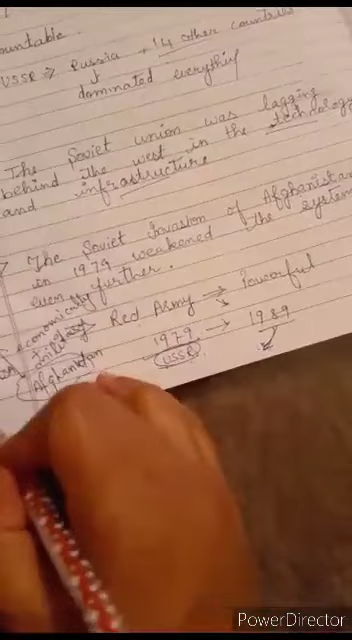 ountable.
USSR ⇒ Russia + 14 other countries
↓
dominated everything
The Soviet union was lagging
behind the west in the technology
and infrastructure
The Soviet Invasion of Afghanistan
in 1979 weakened the system
even further.
economically
+
military
Red Army → Powerful
1979 → 1989
USSR
Afghanistan
PowerDirector